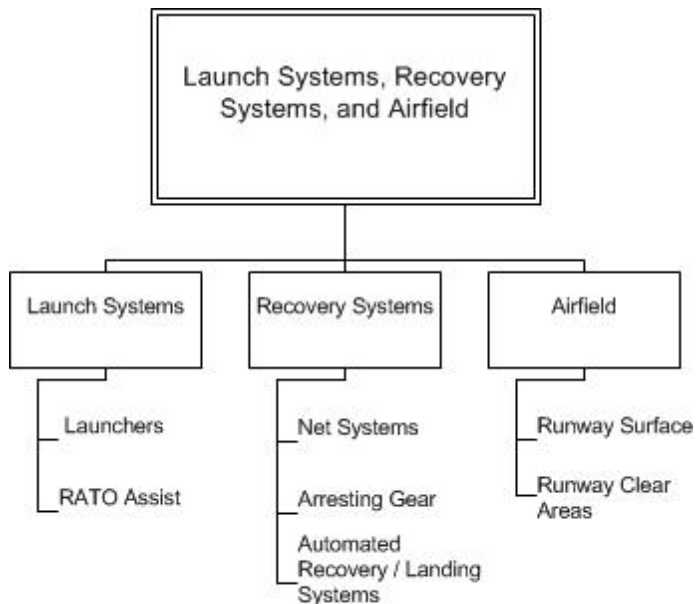 Launch Systems, Recovery
Systems, and Airfield
Launch Systems
Recovery Systems
Airfield
Launchers
RATO Assist
Net Systems
Arresting Gear
Automated
Recovery / Landing
Systems
Runway Surface
Runway Clear
Areas